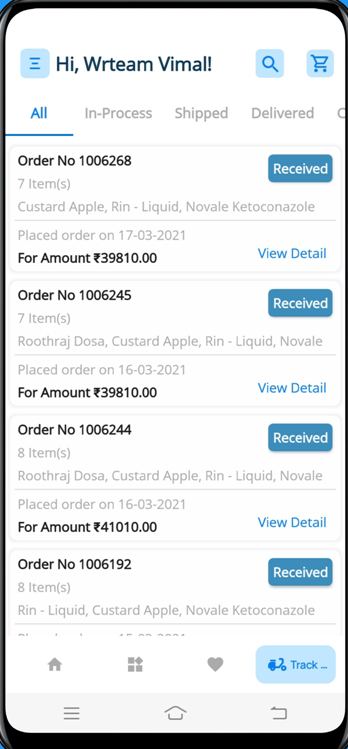 Hi, Wrteam Vimal!
All In-Process Shipped Delivered C
Order No 1006268
Received
7 Item(s)
Custard Apple, Rin - Liquid, Novale Ketoconazole
Placed order on 17-03-2021
For Amount ₹39810.00
View Detail
Order No 1006245
Received
7 Item(s)
Roothraj Dosa, Custard Apple, Rin - Liquid, Novale
Placed order on 16-03-2021
For Amount ₹39810.00
View Detail
Order No 1006244
Received
8 Item(s)
Roothraj Dosa, Custard Apple, Rin - Liquid, Novale
Placed order on 16-03-2021
For Amount ₹41010.00
View Detail
Order No 1006192
Received
8 Item(s)
Rin - Liquid, Custard Apple, Novale Ketoconazole
Track ...